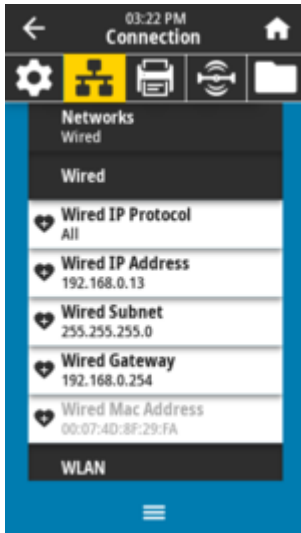 03:22 PM
Connection
Networks
Wired
Wired
Wired IP Protocol
All
Wired IP Address
192.168.0.13
Wired Subnet
255.255.255.0
Wired Gateway
192.168.0.254
Wired Mac Address
00:07:4D:8F:29:FA
WLAN